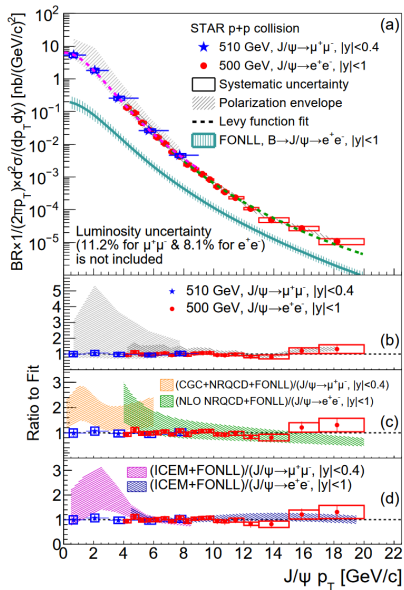 STAR p+p collision
(a)
510 GeV, J/ψ→μ⁺μ⁻, |y|<0.4
500 GeV, J/ψ→e⁺e⁻, |y|<1
Systematic uncertainty
Polarization envelope
Levy function fit
FONLL, B→J/ψ→e⁺e⁻, |y|<1
BR×1/(2πp_T)×d²σ/(dp_Tdy) [nb/(GeV/c)²]
10
1
10⁻¹
10⁻²
10⁻³
10⁻⁴
10⁻⁵
Luminosity uncertainty
(11.2% for μ⁺μ⁻ & 8.1% for e⁺e⁻)
is not included
510 GeV, J/ψ→μ⁺μ⁻, |y|<0.4
500 GeV, J/ψ→e⁺e⁻, |y|<1
5
4
3
2
1
(b)
Ratio to Fit
(CGC+NRQCD+FONLL)/(J/ψ→μ⁺μ⁻, |y|<0.4)
(NLO NRQCD+FONLL)/(J/ψ→e⁺e⁻, |y|<1)
4
3
2
1
(c)
(ICEM+FONLL)/(J/ψ→μ⁺μ⁻, |y|<0.4)
(ICEM+FONLL)/(J/ψ→e⁺e⁻, |y|<1)
3
2
1
0
(d)
0 2 4 6 8 10 12 14 16 18 20 22
J/ψ p_T [GeV/c]